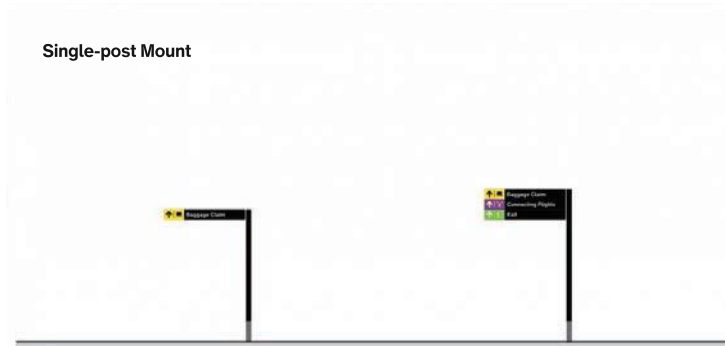 Single-post Mount
Baggage Claim
Baggage Claim
Connecting Flights
Exit